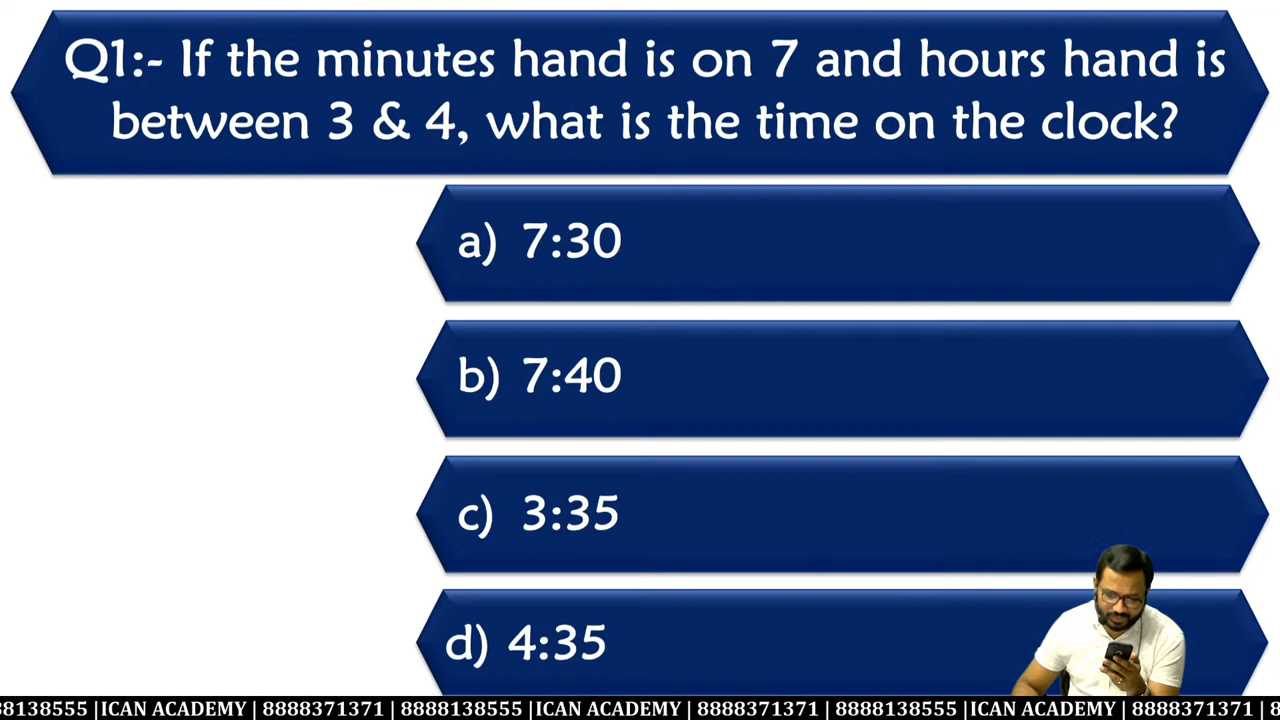 Q1:- If the minutes hand is on 7 and hours hand is
between 3 & 4, what is the time on the clock?
a) 7:30
b) 7:40
c) 3:35
d) 4:35
88138555 |ICAN ACADEMY | 8888371371 | 8888138555 |ICAN ACADEMY | 8888371371 | 8888138555 |ICAN ACADEMY | 8888371371 | 8